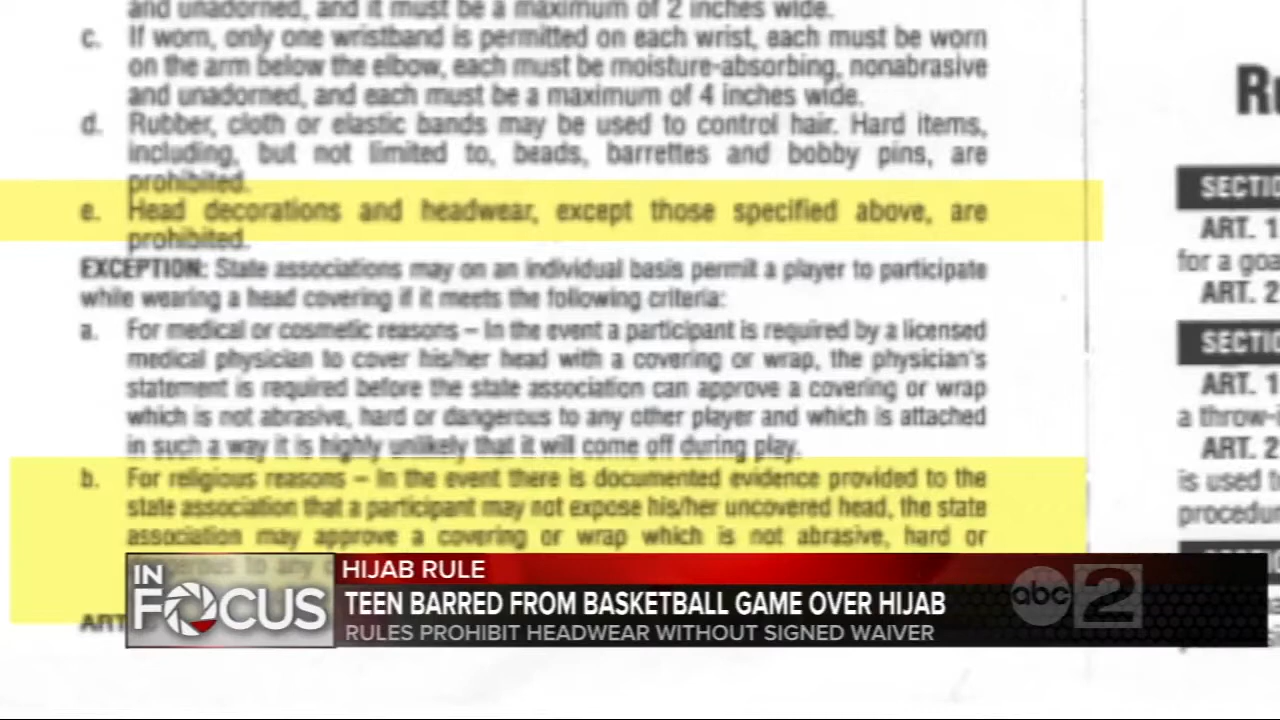 and unadorned, and it must be a maximum of 2 inches wide.
c. If worn, only one wristband is permitted on each wrist, each must be worn
on the arm below the elbow, each must be moisture-absorbing, nonabrasive
and unadorned, and each must be a maximum of 4 inches wide.
d. Rubber, cloth or elastic bands may be used to control hair. Hard items,
including, but not limited to, beads, barrettes and bobby pins, are
prohibited.
e. Head decorations and headwear, except those specified above, are
prohibited.
EXCEPTION: State associations may on an individual basis permit a player to participate
while wearing a head covering if it meets the following criteria:
a. For medical or cosmetic reasons – In the event a participant is required by a licensed
medical physician to cover his/her head with a covering or wrap, the physician's
statement is required before the state association can approve a covering or wrap
which is not abrasive, hard or dangerous to any other player and which is attached
in such a way it is highly unlikely that it will come off during play.
b. For religious reasons – In the event there is documented evidence provided to the
state association that a participant may not expose his/her uncovered head, the state
association may approve a covering or wrap which is not abrasive, hard or
to any
ART
SECTIO
ART. 1
for a goa
ART. 2
SECTIO
ART. 1
a throw-
ART. 2
is used t
procedur
IN
FOCUS
HIJAB RULE
TEEN BARRED FROM BASKETBALL GAME OVER HIJAB
RULES PROHIBIT HEADWEAR WITHOUT SIGNED WAIVER
abc 2